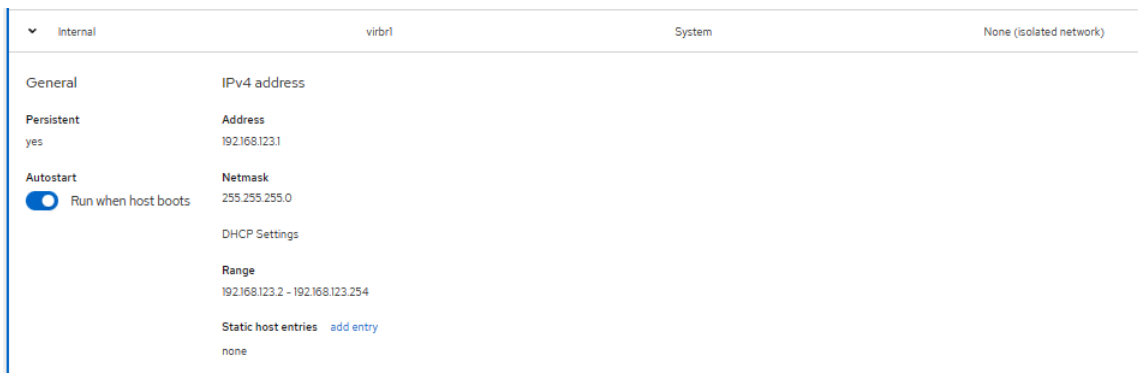 Internal virbr1 System None (isolated network)
General IPv4 address
Persistent Address
yes 192.168.123.1
Autostart Netmask
Run when host boots 255.255.255.0
DHCP Settings
Range
192.168.123.2 - 192.168.123.254
Static host entries add entry
none